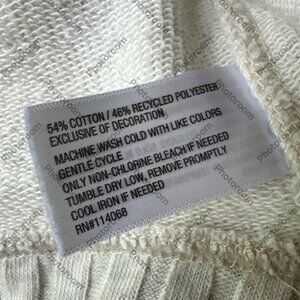 54% COTTON / 46% RECYCLED POLYESTER
EXCLUSIVE OF DECORATION
MACHINE WASH COLD WITH LIKE COLORS
GENTLE CYCLE
ONLY NON-CHLORINE BLEACH IF NEEDED
TUMBLE DRY LOW, REMOVE PROMPTLY
COOL IRON IF NEEDED
RN#114068
Photoroom